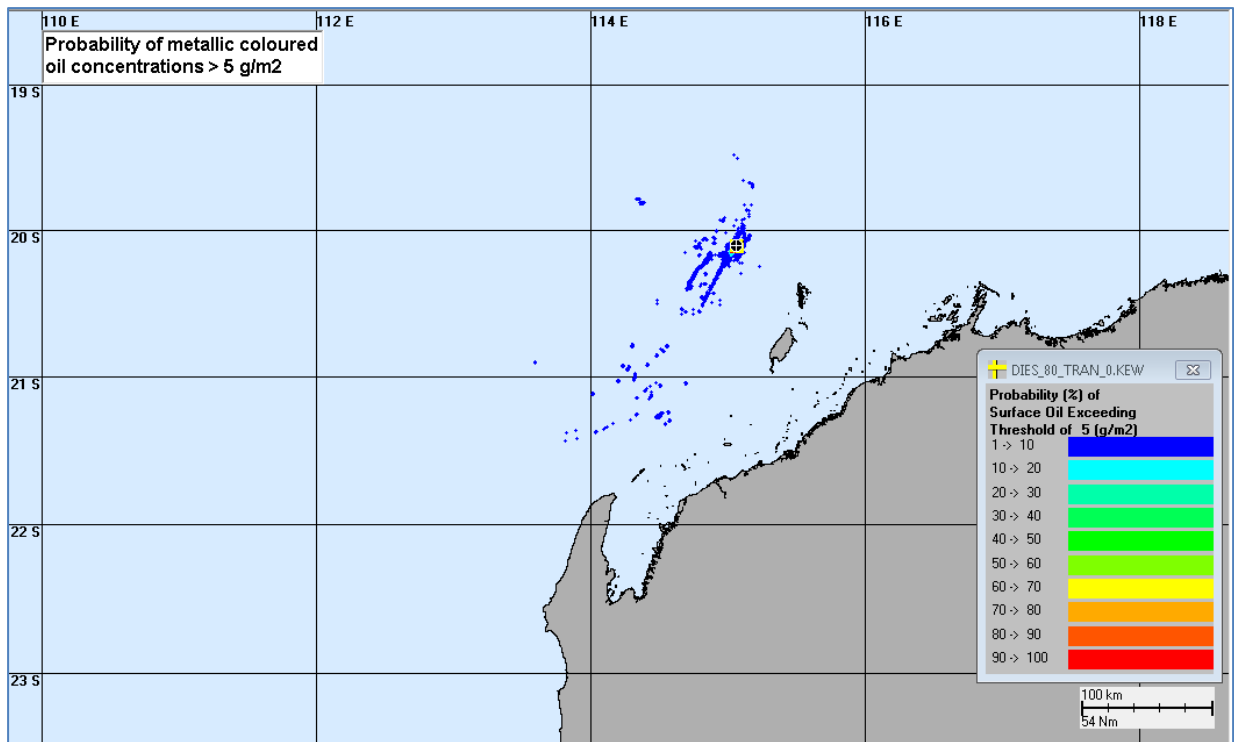 110 E
112 E
114 E
116 E
118 E
Probability of metallic coloured
oil concentrations > 5 g/m2
19 S
20 S
21 S
22 S
23 S
DIES_80_TRAN_0.KEW
Probability (%) of
Surface Oil Exceeding
Threshold of 5 (g/m2)
1 -> 10
10 -> 20
20 -> 30
30 -> 40
40 -> 50
50 -> 60
60 -> 70
70 -> 80
80 -> 90
90 -> 100
100 km
54 Nm